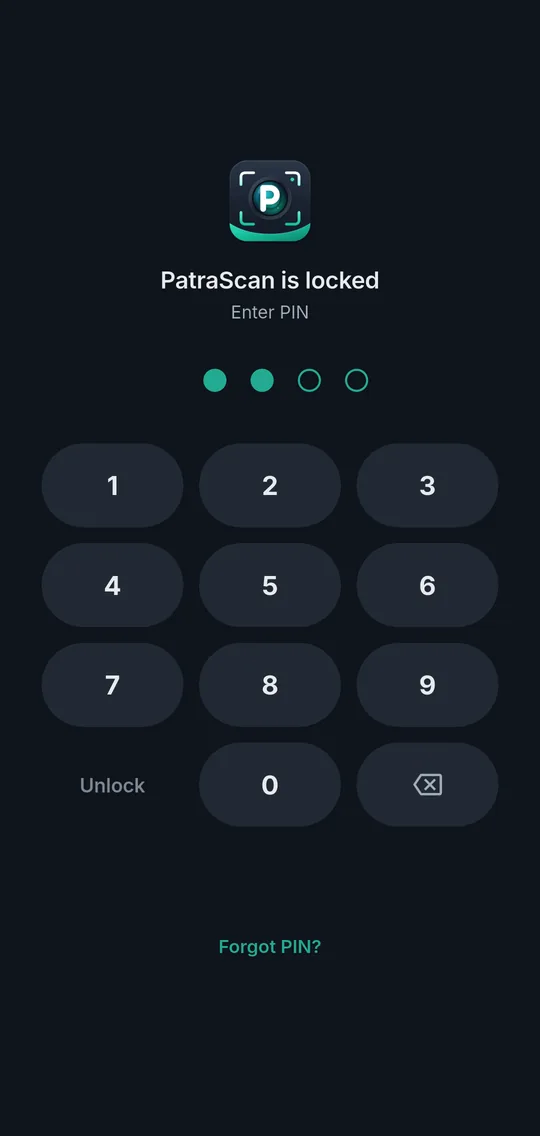 P
PatraScan is locked
Enter PIN
1 2 3
4 5 6
7 8 9
Unlock 0
Forgot PIN?